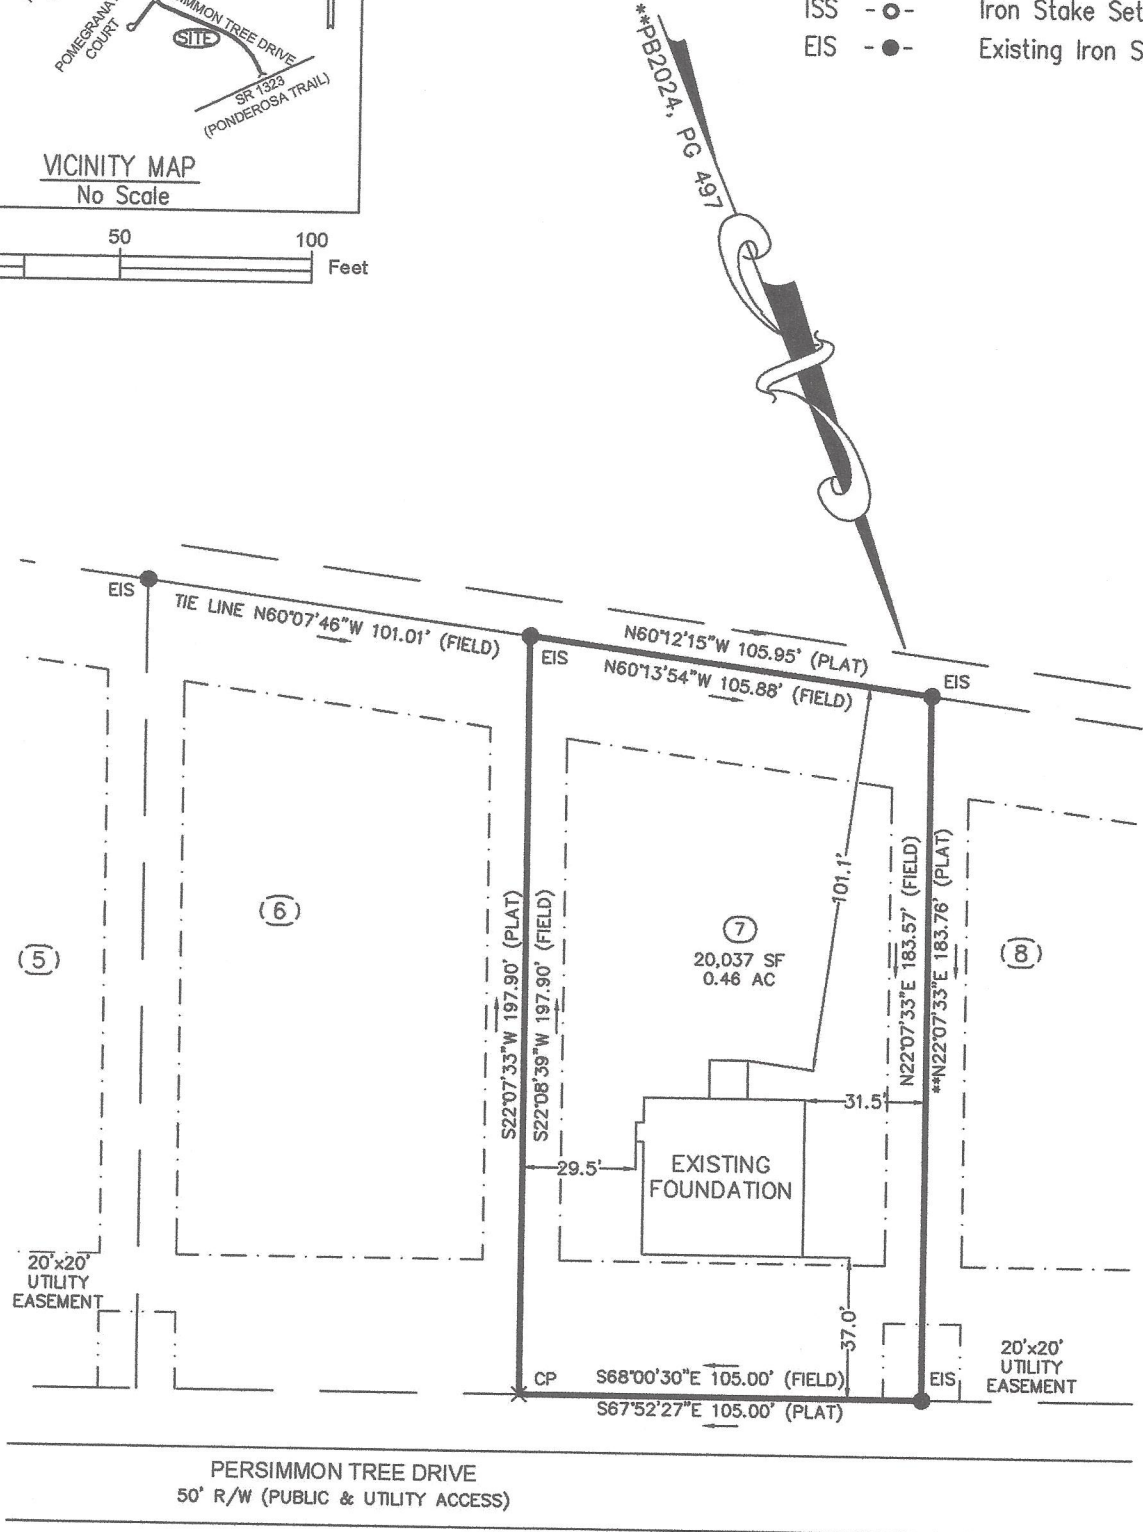 ISS -o- Iron Stake Set
EIS -●- Existing Iron S
POMEGRANA
COURT
MMON TREE DRIVE
SITE
SR 1323
(PONDEROSA TRAIL)
VICINITY MAP
No Scale
50 100
Feet
**PB2024, PG 497
EIS
TIE LINE N60°07'46"W 101.01' (FIELD)
EIS
N60°12'15"W 105.95' (PLAT)
N60°13'54"W 105.88' (FIELD)
EIS
5
6
7
20,037 SF
0.46 AC
8
101.1'
S22°07'33"W 197.90' (PLAT)
S22°08'39"W 197.90' (FIELD)
N22°07'33"E 183.57' (FIELD)
**N22°07'33"E 183.76' (PLAT)
31.5'
29.5'
EXISTING
FOUNDATION
37.0'
20'x20'
UTILITY
EASEMENT
20'x20'
UTILITY
EASEMENT
CP
S68°00'30"E 105.00' (FIELD)
EIS
S67°52'27"E 105.00' (PLAT)
PERSIMMON TREE DRIVE
50' R/W (PUBLIC & UTILITY ACCESS)